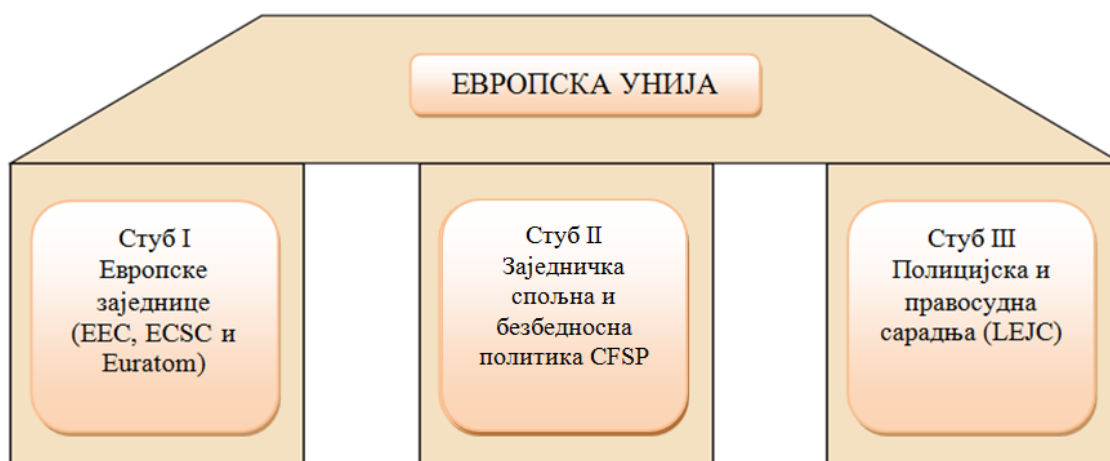 ЕВРОПСКА УНИЈА
Стуб I
Европске
заједнице
(EEC, ECSC и
Euratom)
Стуб II
Заједничка
спољна и
безбедносна
политика CFSP
Стуб III
Полицијска и
правосудна
сарадња (LEJC)